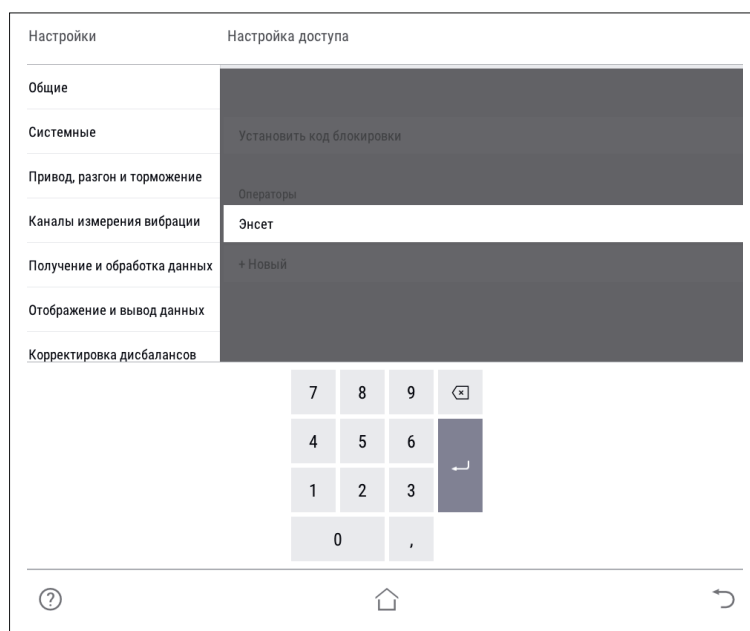 Настройки
Настройка доступа
Общие
Системные
Привод, разгон и торможение
Каналы измерения вибрации
Получение и обработка данных
Отображение и вывод данных
Корректировка дисбалансов
Установить код блокировки
Операторы
Энсет
+ Новый
7 8 9
4 5 6
1 2 3
0 ,
?